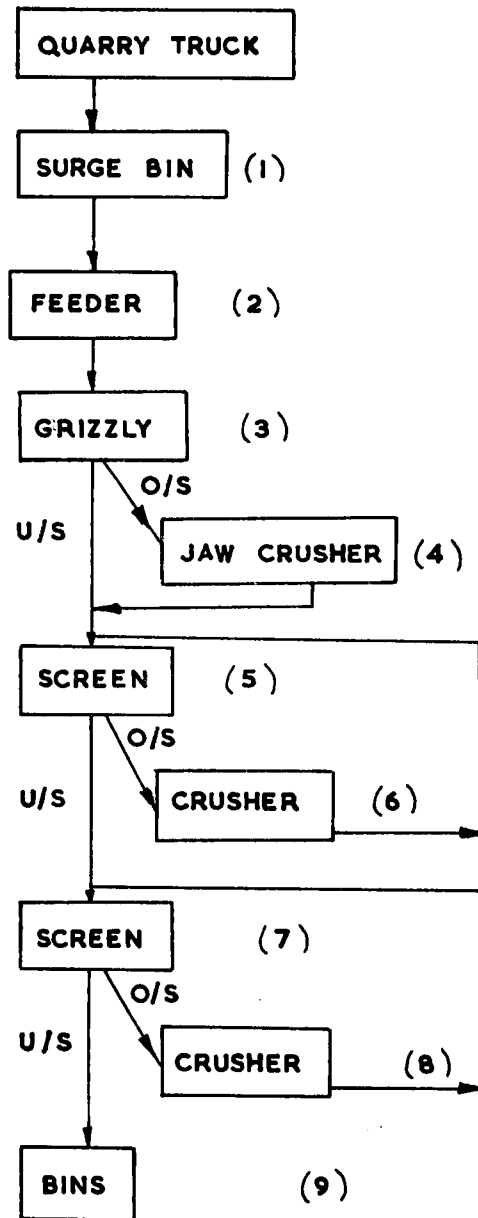 QUARRY TRUCK
SURGE BIN (1)
FEEDER (2)
GRIZZLY (3)
O/S
U/S
JAW CRUSHER (4)
SCREEN (5)
O/S
U/S
CRUSHER (6)
SCREEN (7)
O/S
U/S
CRUSHER (8)
BINS (9)